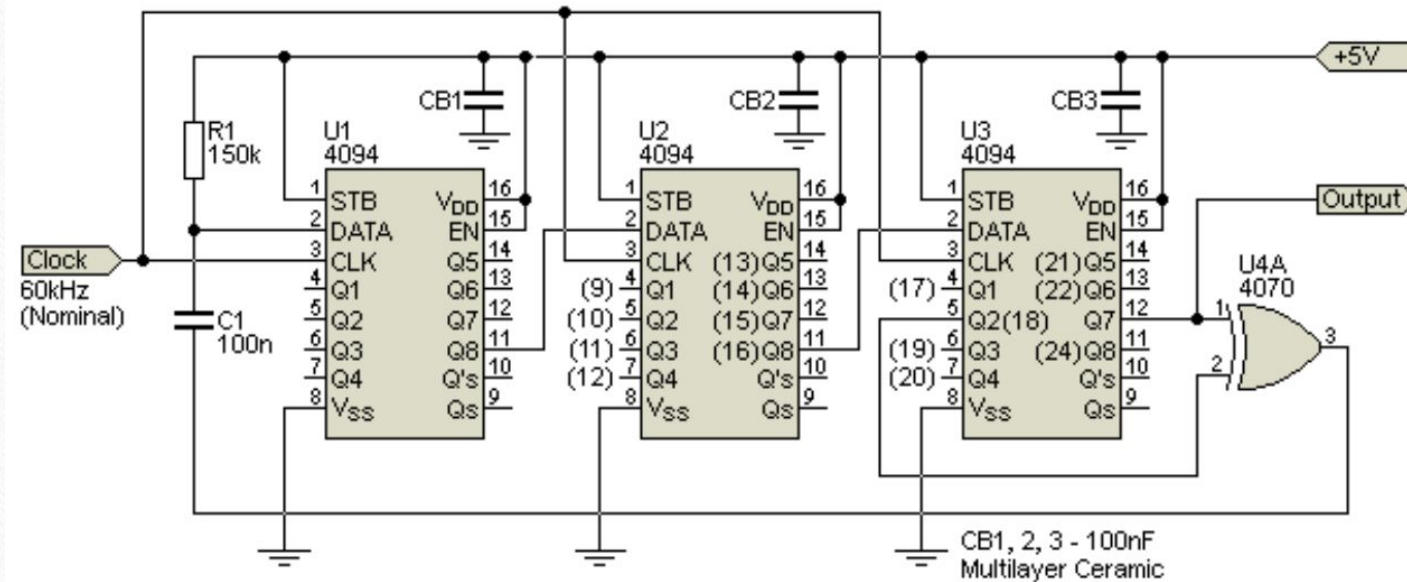 +5V
CB1
CB2
CB3
R1
150k
U1
4094
U2
4094
U3
4094
1 STB VDD 16
2 DATA EN 15
3 CLK Q5 14
4 Q1 Q6 13
5 Q2 Q7 12
6 Q3 Q8 11
7 Q4 Q's 10
8 VSS Qs 9
1 STB VDD 16
2 DATA EN 15
3 CLK (13)Q5 14
(9) 4 Q1 (14)Q6 13
(10) 5 Q2 (15)Q7 12
(11) 6 Q3 (16)Q8 11
(12) 7 Q4 Q's 10
8 VSS Qs 9
1 STB VDD 16
2 DATA EN 15
3 CLK (21)Q5 14
(17) 4 Q1 (22)Q6 13
5 Q2(18) Q7 12
(19) 6 Q3 (24)Q8 11
(20) 7 Q4 Q's 10
8 VSS Qs 9
Output
Clock
60kHz
(Nominal)
C1
100n
U4A
4070
1
2
3
CB1, 2, 3 - 100nF
Multilayer Ceramic